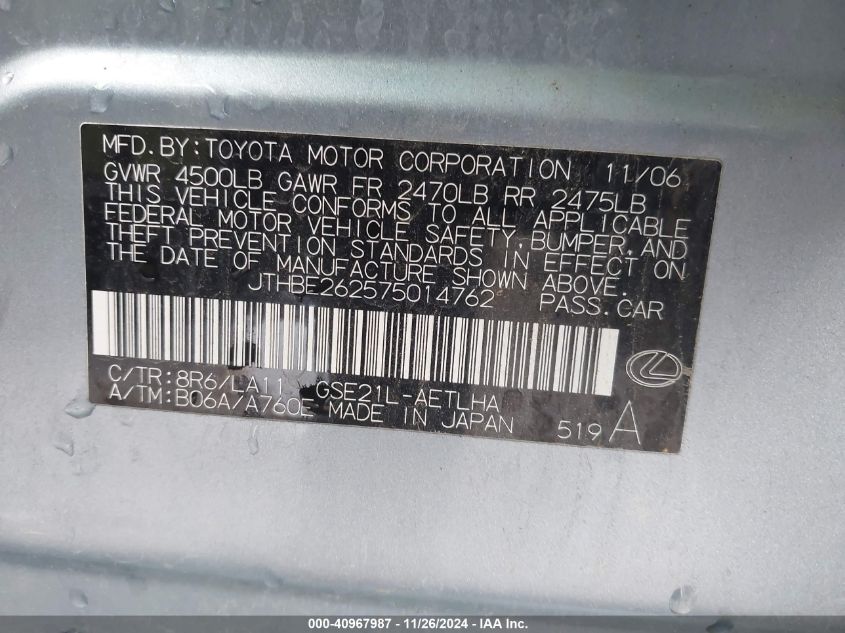 MFD.BY:TOYOTA MOTOR CORPORATION 11/06
GVWR 4500LB GAWR FR 2470LB RR 2475LB
THIS VEHICLE CONFORMS TO ALL APPLICABLE
FEDERAL MOTOR VEHICLE SAFETY,BUMPER,AND
THEFT PREVENTION STANDARDS IN EFFECT ON
THE DATE OF MANUFACTURE SHOWN ABOVE.
JTHBE262575014762 PASS.CAR
C/TR:8R6/LA11 GSE21L-AETLHA
A/TM:B06A/A760E MADE IN JAPAN 519 A
000-40967987 - 11/26/2024 - IAA Inc.